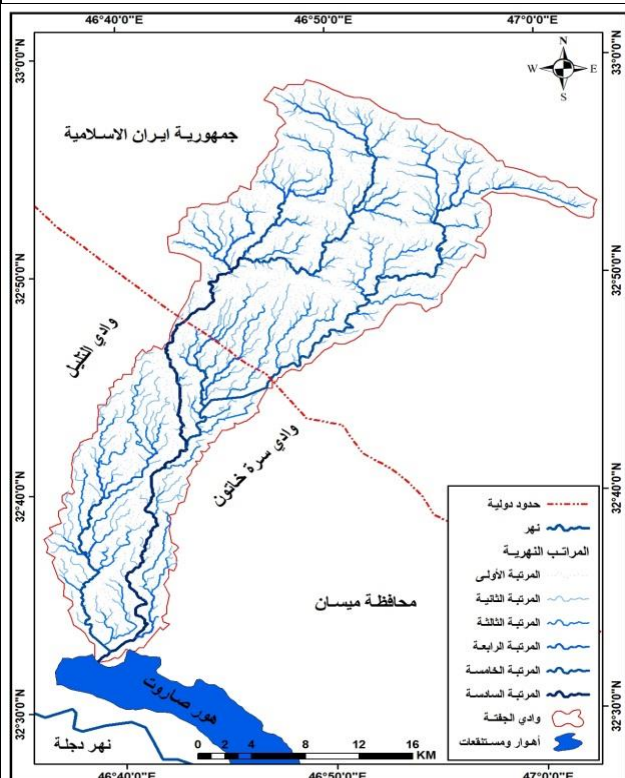 46°40'0"E 46°50'0"E 47°0'0"E
33°0'0"N
33°0'0"N
N
W E
S
جمهورية ايران الاسلامية
32°50'0"N
32°50'0"N
وادي التليل
وادي سرة خاتون
32°40'0"N
32°40'0"N
محافظة ميسان
حدود دولية
نهر
المراتب النهرية
المرتبة الأولى
المرتبة الثانية
المرتبة الثالثة
المرتبة الرابعة
المرتبة الخامسة
المرتبة السادسة
وادي الجفتة
أهوار ومستنقعات
هور صاروت
32°30'0"N
32°30'0"N
نهر دجلة
0 2 4 8 12 16
KM
46°40'0"E 46°50'0"E 47°0'0"E